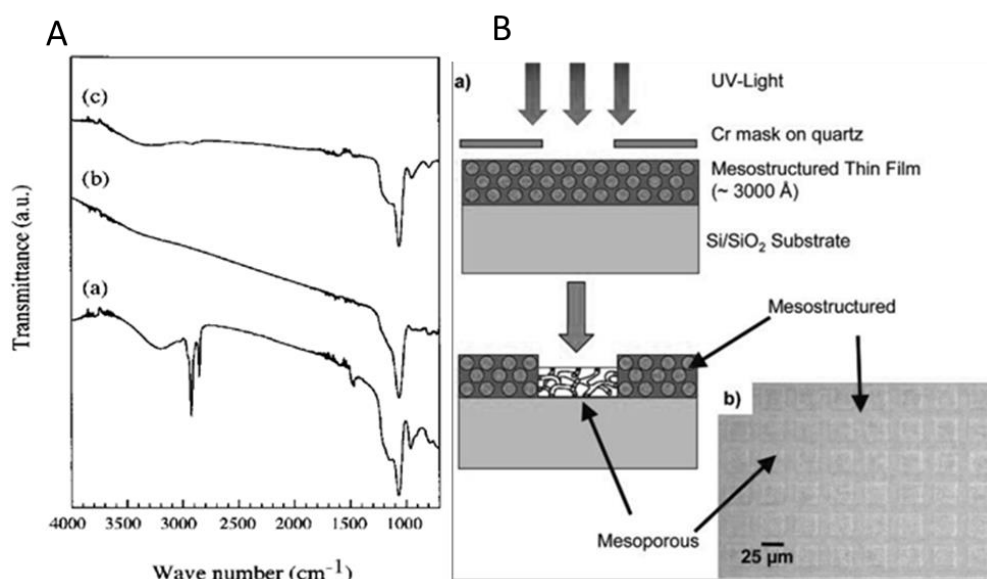 A
(c)
(b)
(a)
Transmittance (a.u.)
4000 3000 2500 2000 1500 1000
Wave number (cm⁻¹)
B
a)
UV-Light
Cr mask on quartz
Mesostructured Thin Film
(~ 3000 Å)
Si/SiO₂ Substrate
Mesostructured
b)
Mesoporous
25 µm